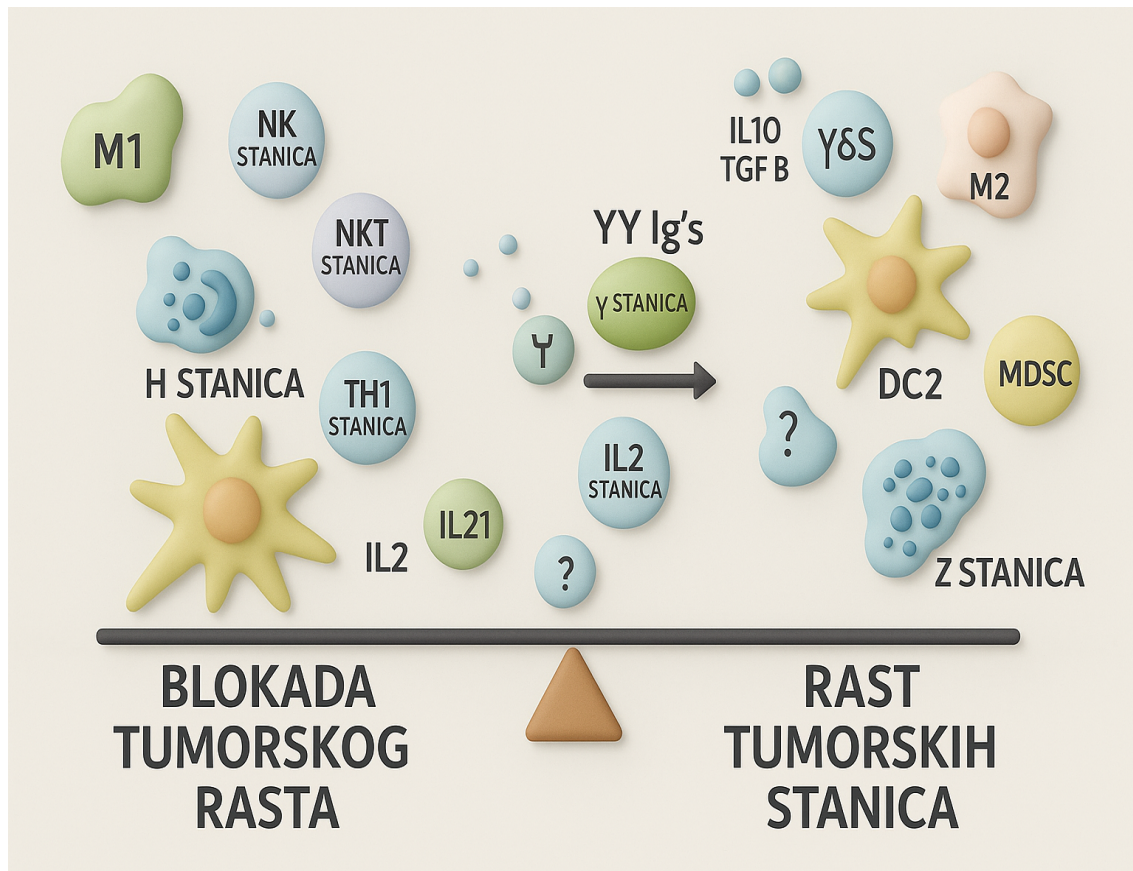 M1
NK
STANICA
NKT
STANICA
H STANICA
TH1
STANICA
IL2
IL21
?
YY Ig's
γ STANICA
Y
IL2
STANICA
IL10
TGF B
γδS
M2
DC2
MDSC
?
Z STANICA
BLOKADA
TUMORSKOG
RASTA
RAST
TUMORSKIH
STANICA